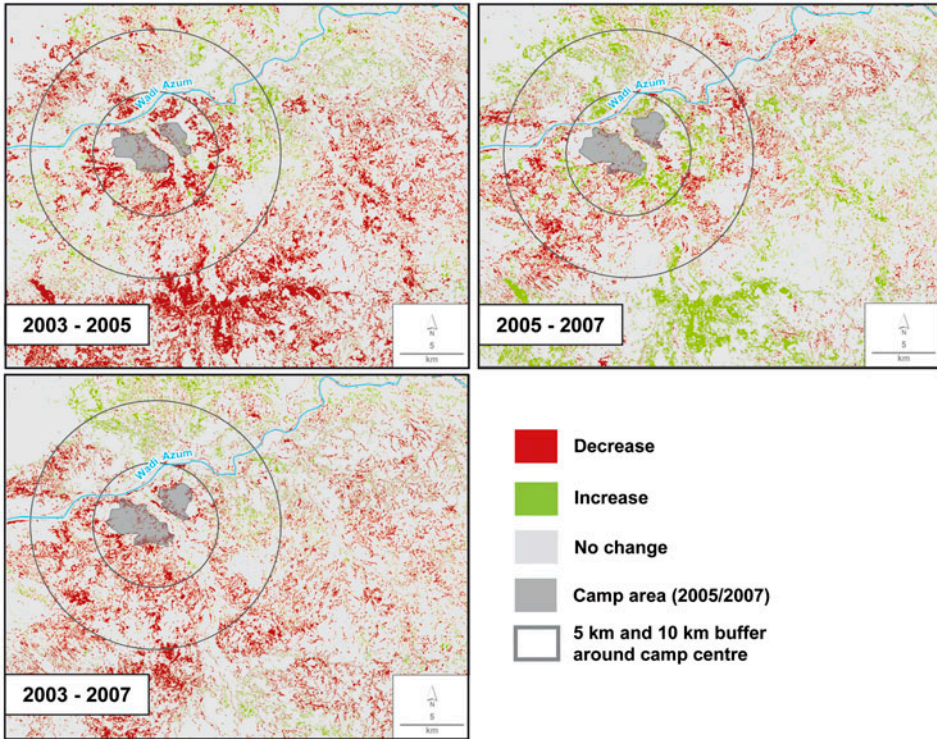 Wadi Azum
2003 - 2005
N
5
km
Wadi Azum
2005 - 2007
N
5
km
Wadi Azum
2003 - 2007
N
5
km
Decrease
Increase
No change
Camp area (2005/2007)
5 km and 10 km buffer
around camp centre